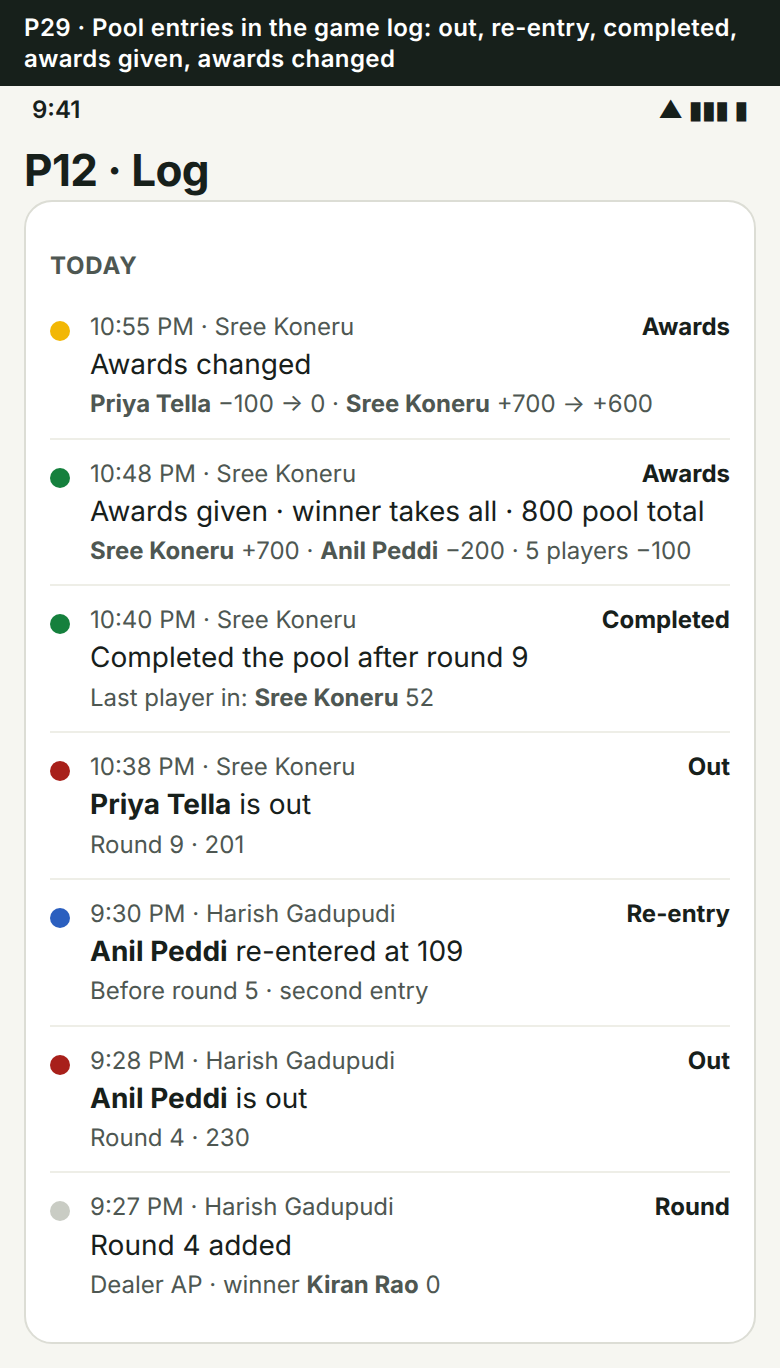 P29 · Pool entries in the game log: out, re-entry, completed,
awards given, awards changed
9:41
P12 · Log
TODAY
10:55 PM · Sree Koneru Awards
Awards changed
Priya Tella −100 → 0 · Sree Koneru +700 → +600
10:48 PM · Sree Koneru Awards
Awards given · winner takes all · 800 pool total
Sree Koneru +700 · Anil Peddi −200 · 5 players −100
10:40 PM · Sree Koneru Completed
Completed the pool after round 9
Last player in: Sree Koneru 52
10:38 PM · Sree Koneru Out
Priya Tella is out
Round 9 · 201
9:30 PM · Harish Gadupudi Re-entry
Anil Peddi re-entered at 109
Before round 5 · second entry
9:28 PM · Harish Gadupudi Out
Anil Peddi is out
Round 4 · 230
9:27 PM · Harish Gadupudi Round
Round 4 added
Dealer AP · winner Kiran Rao 0